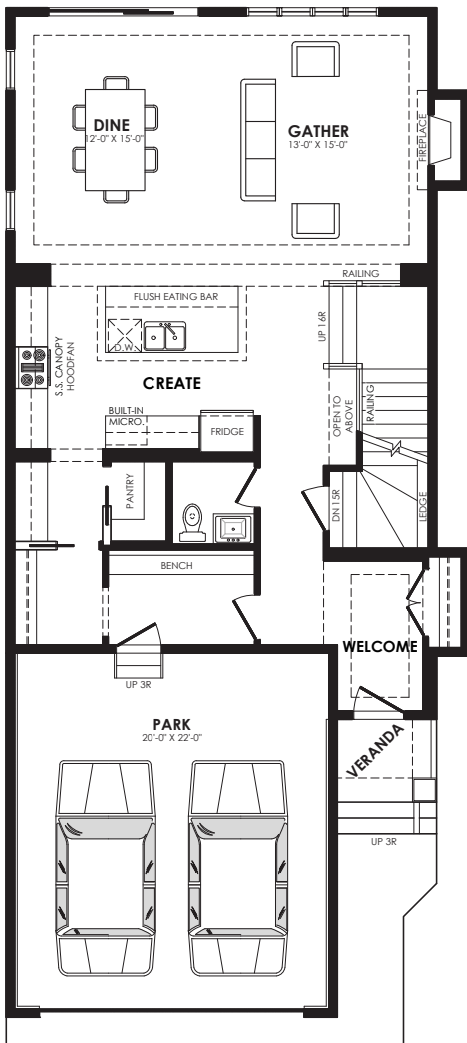 DINE
12'-0" X 15'-0"
GATHER
13'-0" X 15'-0"
FIREPLACE
RAILING
FLUSH EATING BAR
UP 16R
D.W.
S.S. CANOPY
HOODFAN
CREATE
OPEN TO
ABOVE
RAILING
BUILT-IN
MICRO.
FRIDGE
PANTRY
DN 15R
LEDGE
BENCH
WELCOME
UP 3R
PARK
20'-0" X 22'-0"
VERANDA
UP 3R